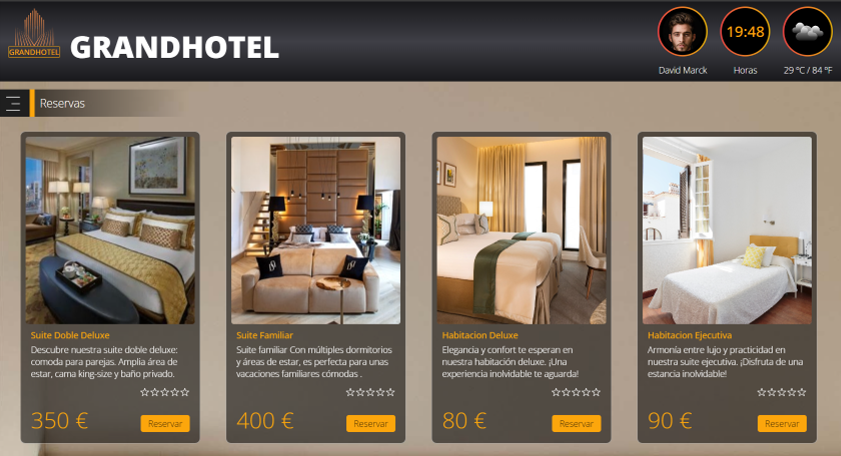 GRANDHOTEL
GRANDHOTEL
19:48
David Marck
Horas
29 ºC / 84 ºF
Reservas
Suite Doble Deluxe
Descubre nuestra suite doble deluxe:
comoda para parejas. Amplia área de
estar, cama king-size y baño privado.
350 €
Reservar
Suite Familiar
Suite familiar Con múltiples dormitorios
y áreas de estar, es perfecta para unas
vacaciones familiares cómodas .
400 €
Reservar
Habitacion Deluxe
Elegancia y confort te esperan en
nuestra habitación deluxe. ¡Una
experiencia inolvidable te aguarda!
80 €
Reservar
Habitacion Ejecutiva
Armonía entre lujo y practicidad en
nuestra suite ejecutiva. ¡Disfruta de una
estancia inolvidable!
90 €
Reservar